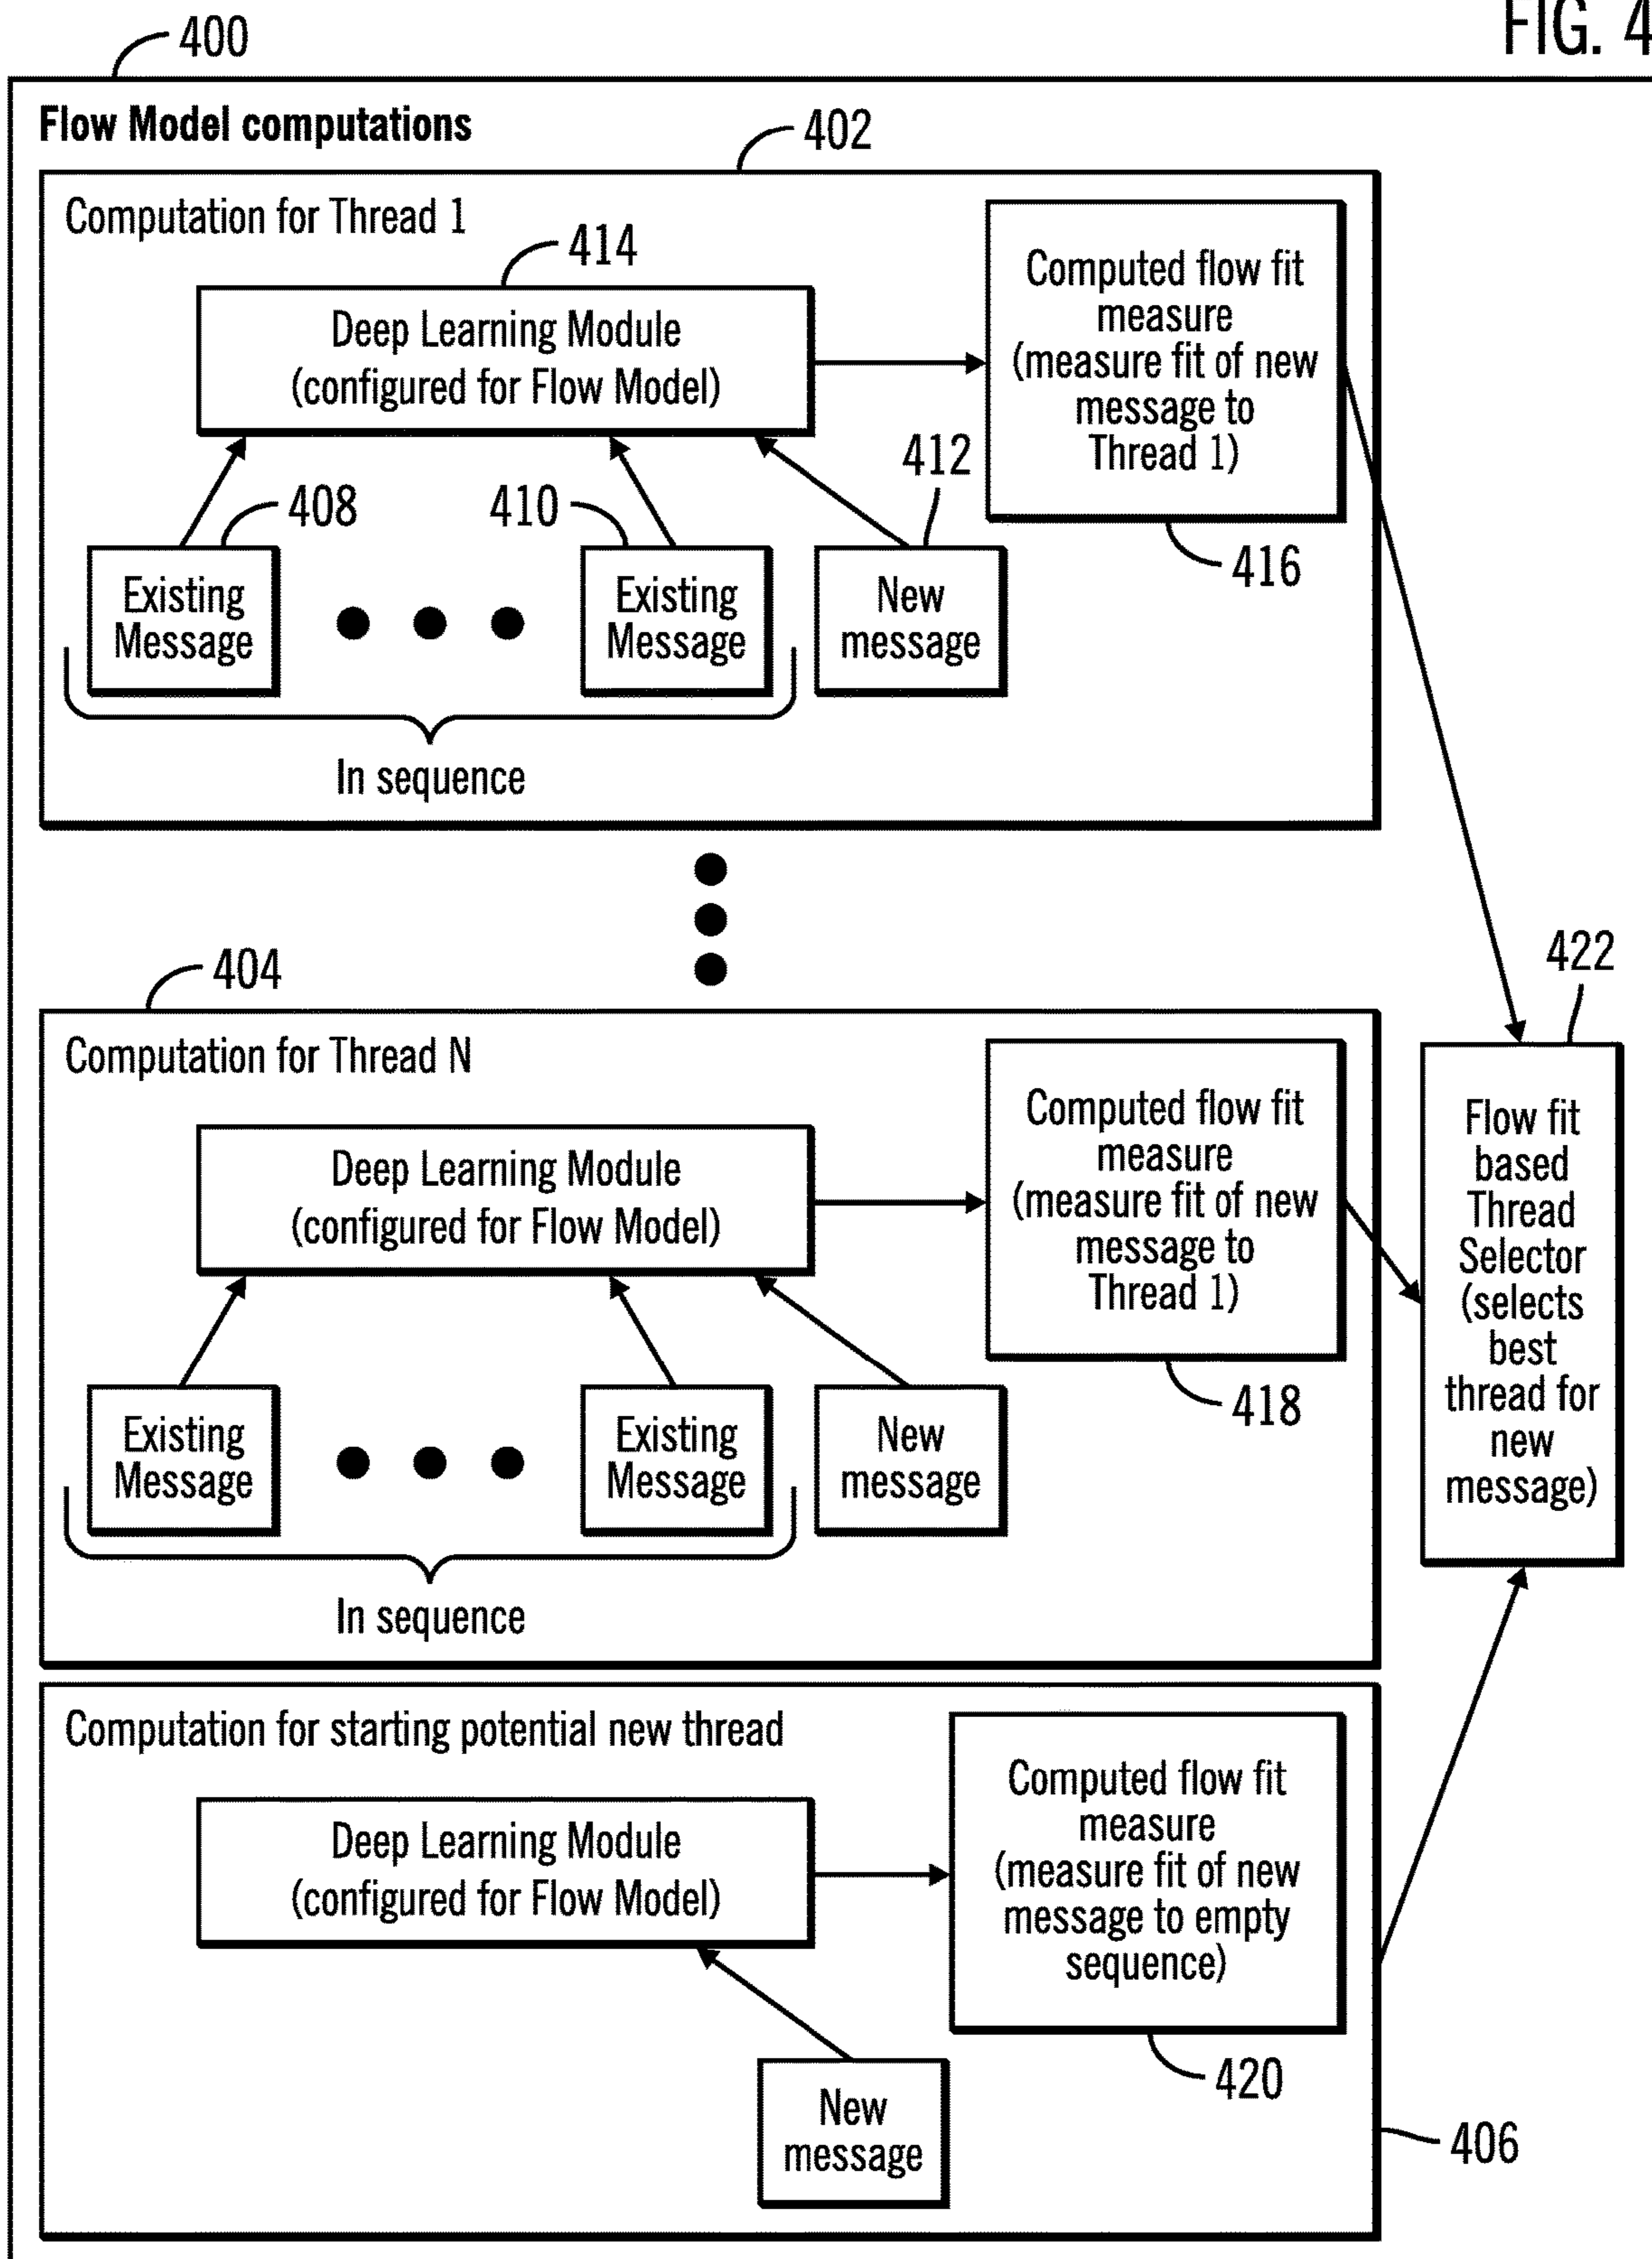 FIG. 4
400
Flow Model computations
402
Computation for Thread 1
414
Deep Learning Module
(configured for Flow Model)
Computed flow fit
measure
(measure fit of new
message to
Thread 1)
416
408
410
412
Existing
Message
Existing
Message
New
message
In sequence
404
Computation for Thread N
Deep Learning Module
(configured for Flow Model)
Computed flow fit
measure
(measure fit of new
message to
Thread 1)
418
Existing
Message
Existing
Message
New
message
In sequence
422
Flow fit
based
Thread
Selector
(selects
best
thread for
new
message)
Computation for starting potential new thread
Deep Learning Module
(configured for Flow Model)
Computed flow fit
measure
(measure fit of new
message to empty
sequence)
420
New
message
406